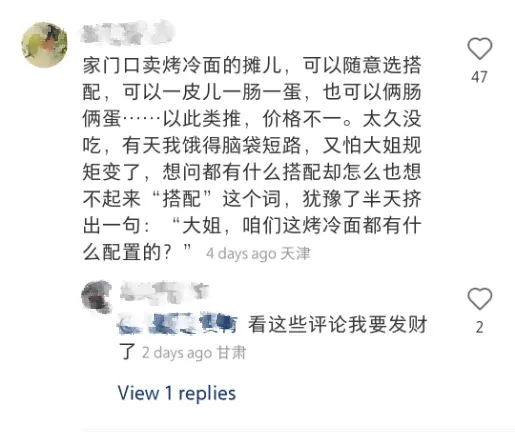 家门口卖烤冷面的摊儿，可以随意选搭
配，可以一皮儿一肠一蛋，也可以俩肠
俩蛋……以此类推，价格不一。太久没
吃，有天我饿得脑袋短路，又怕大姐规
矩变了，想问都有什么搭配却怎么也想
不起来“搭配”这个词，犹豫了半天挤
出一句：“大姐，咱们这烤冷面都有什
么配置的？” 4 days ago 天津
47
看这些评论我要发财
了 2 days ago 甘肃
2
View 1 replies